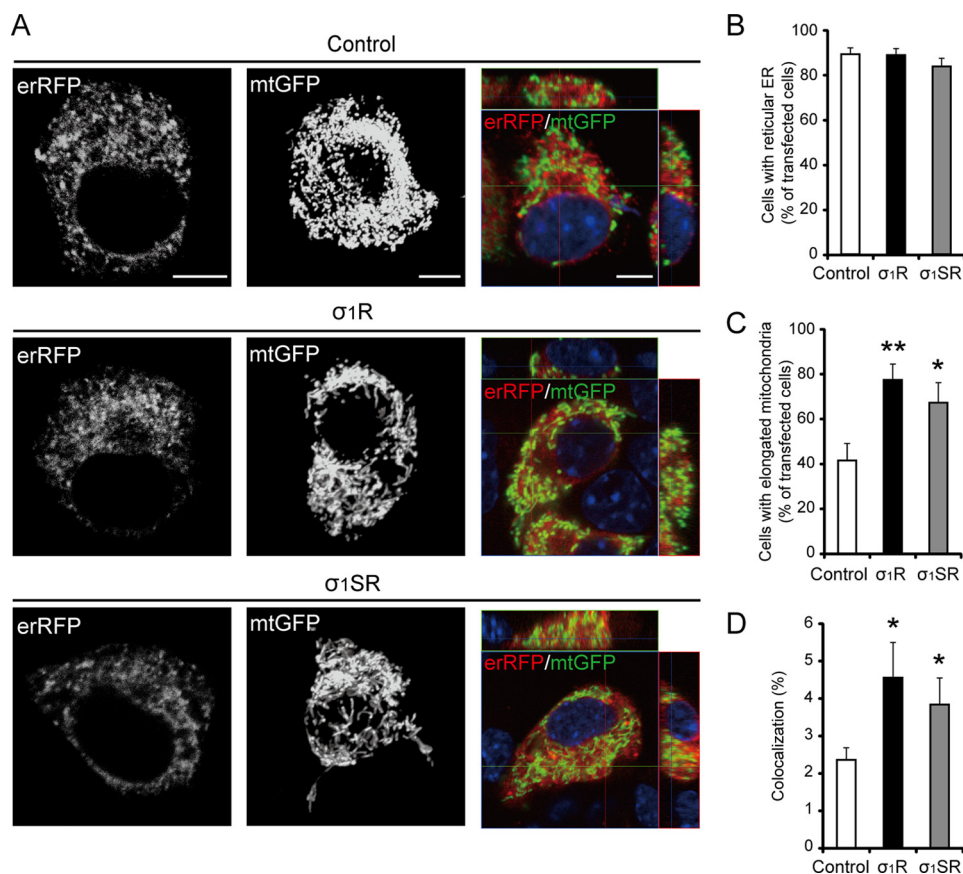 A
Control
erRFP
mtGFP
erRFP/mtGFP
σ1R
erRFP
mtGFP
erRFP/mtGFP
σ1SR
erRFP
mtGFP
erRFP/mtGFP
B
Cells with reticular ER
(% of transfected cells)
100
80
60
40
20
0
Control σ1R σ1SR
C
Cells with elongated mitochondria
(% of transfected cells)
100
80
60
40
20
0
**
*
Control σ1R σ1SR
D
Colocalization (%)
6
5
4
3
2
1
0
*
*
Control σ1R σ1SR